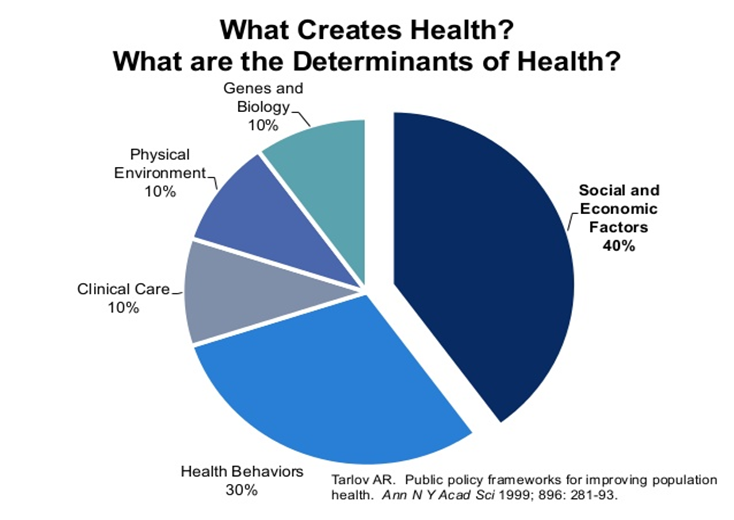 What Creates Health?
What are the Determinants of Health?
Genes and
Biology
10%
Physical
Environment
10%
Social and
Economic
Factors
40%
Clinical Care
10%
Health Behaviors
30%
Tarlov AR. Public policy frameworks for improving population
health. Ann N Y Acad Sci 1999; 896: 281-93.